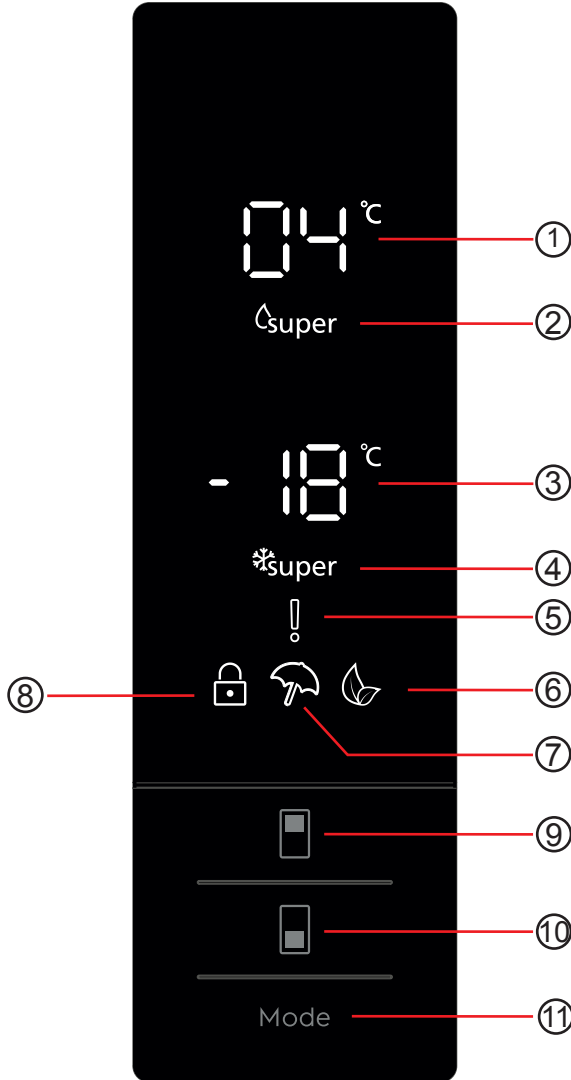 04 °C
①
super
②
- 18 °C
③
super
④
!
⑤
⑧
⑥
⑦
⑨
⑩
Mode
⑪